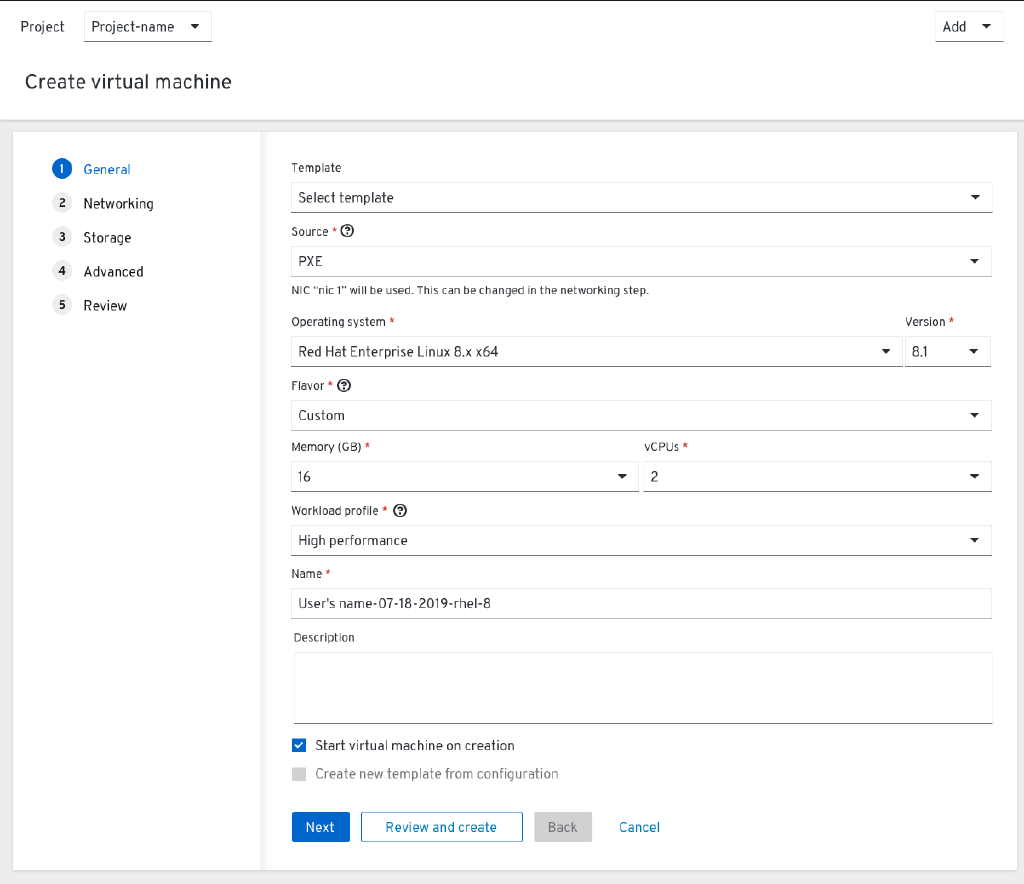 Project Project-name Add
Create virtual machine
1 General
2 Networking
3 Storage
4 Advanced
5 Review
Template
Select template
Source * ?
PXE
NIC “nic 1” will be used. This can be changed in the networking step.
Operating system * Version *
Red Hat Enterprise Linux 8.x x64 8.1
Flavor * ?
Custom
Memory (GB) * vCPUs *
16 2
Workload profile * ?
High performance
Name *
User's name-07-18-2019-rhel-8
Description
Start virtual machine on creation
Create new template from configuration
Next Review and create Back Cancel